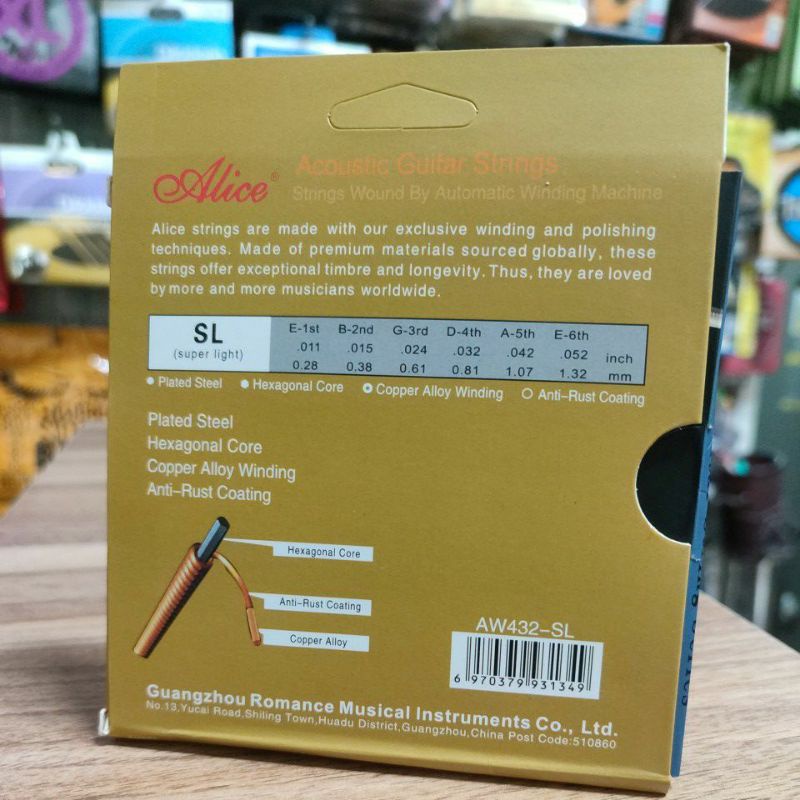 Alice®
Acoustic Guitar Strings
Strings Wound By Automatic Winding Machine
Alice strings are made with our exclusive winding and polishing
techniques. Made of premium materials sourced globally, these
strings offer exceptional timbre and longevity. Thus, they are loved
by more and more musicians worldwide.
SL
(super light)
E-1st B-2nd G-3rd D-4th A-5th E-6th
.011 .015 .024 .032 .042 .052 inch
0.28 0.38 0.61 0.81 1.07 1.32 mm
Plated Steel Hexagonal Core Copper Alloy Winding Anti-Rust Coating
Plated Steel
Hexagonal Core
Copper Alloy Winding
Anti-Rust Coating
Hexagonal Core
Anti-Rust Coating
Copper Alloy
AW432-SL
6 970379 931349
Guangzhou Romance Musical Instruments Co., Ltd.
No.13,Yucai Road,Shiling Town,Huadu District,Guangzhou,China Post Code:510860